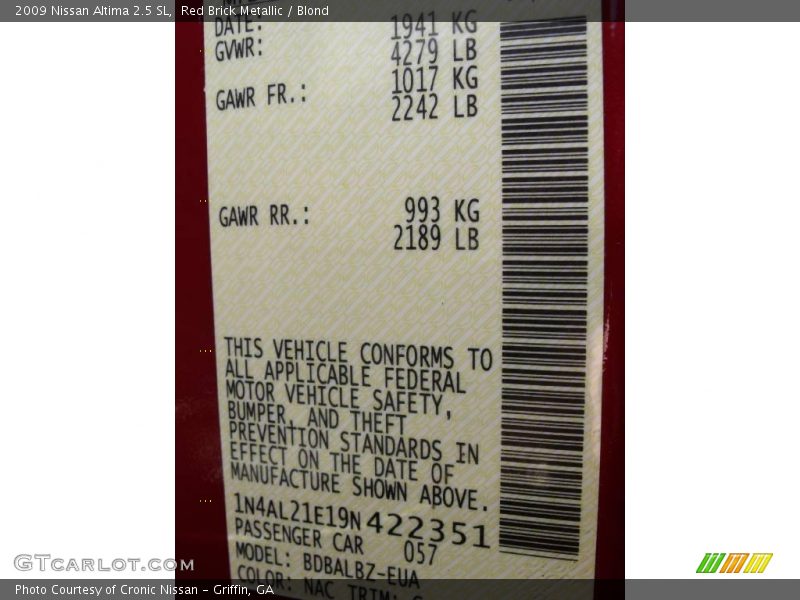 2009 Nissan Altima 2.5 SL, Red Brick Metallic / Blond
DATE: 1941 KG
GVWR: 4279 LB
1017 KG
GAWR FR.: 2242 LB
993 KG
GAWR RR.: 2189 LB
THIS VEHICLE CONFORMS TO
ALL APPLICABLE FEDERAL
MOTOR VEHICLE SAFETY,
BUMPER, AND THEFT
PREVENTION STANDARDS IN
EFFECT ON THE DATE OF
MANUFACTURE SHOWN ABOVE.
1N4AL21E19N422351
PASSENGER CAR 057
MODEL: BDBALBZ-EUA
COLOR: NAC TRIM:
GTCARLOT.COM
Photo Courtesy of Cronic Nissan - Griffin, GA